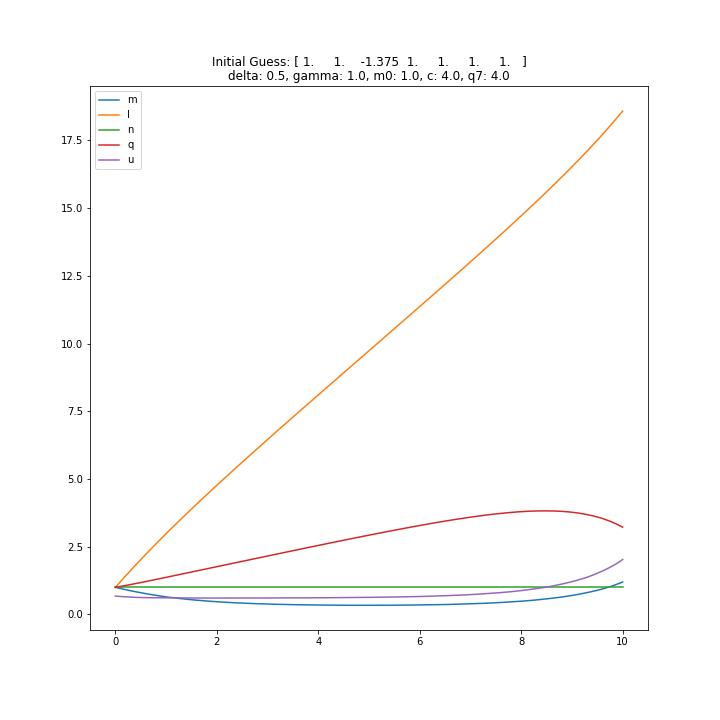 Initial Guess: [ 1. 1. -1.375 1. 1. 1. 1. ]
delta: 0.5, gamma: 1.0, m0: 1.0, c: 4.0, q7: 4.0
m
l
n
q
u
17.5
15.0
12.5
10.0
7.5
5.0
2.5
0.0
0 2 4 6 8 10